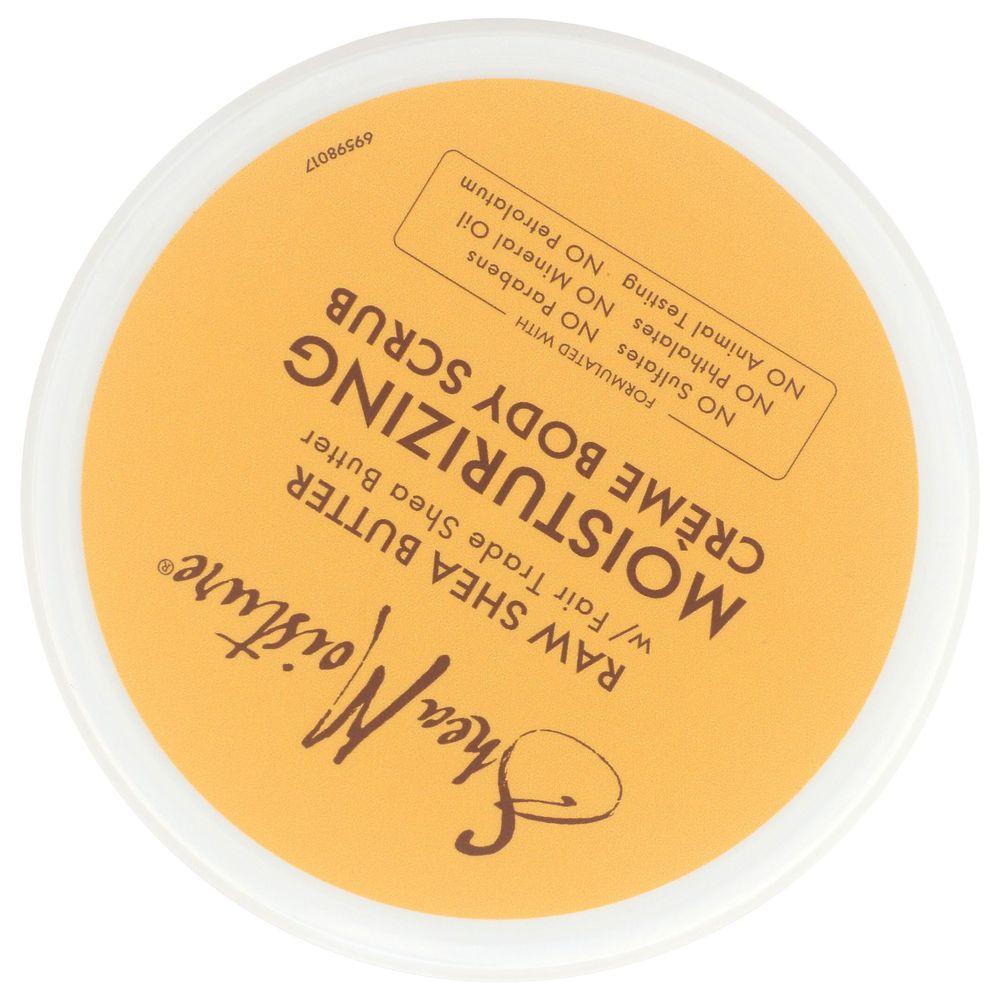 SheaMoisture®
RAW SHEA BUTTER
w/ Fair Trade Shea Butter
MOISTURIZING
CRÈME BODY SCRUB
FORMULATED WITH
NO Sulfates NO Parabens
NO Phthalates NO Mineral Oil
NO Animal Testing · NO Petrolatum
69598017